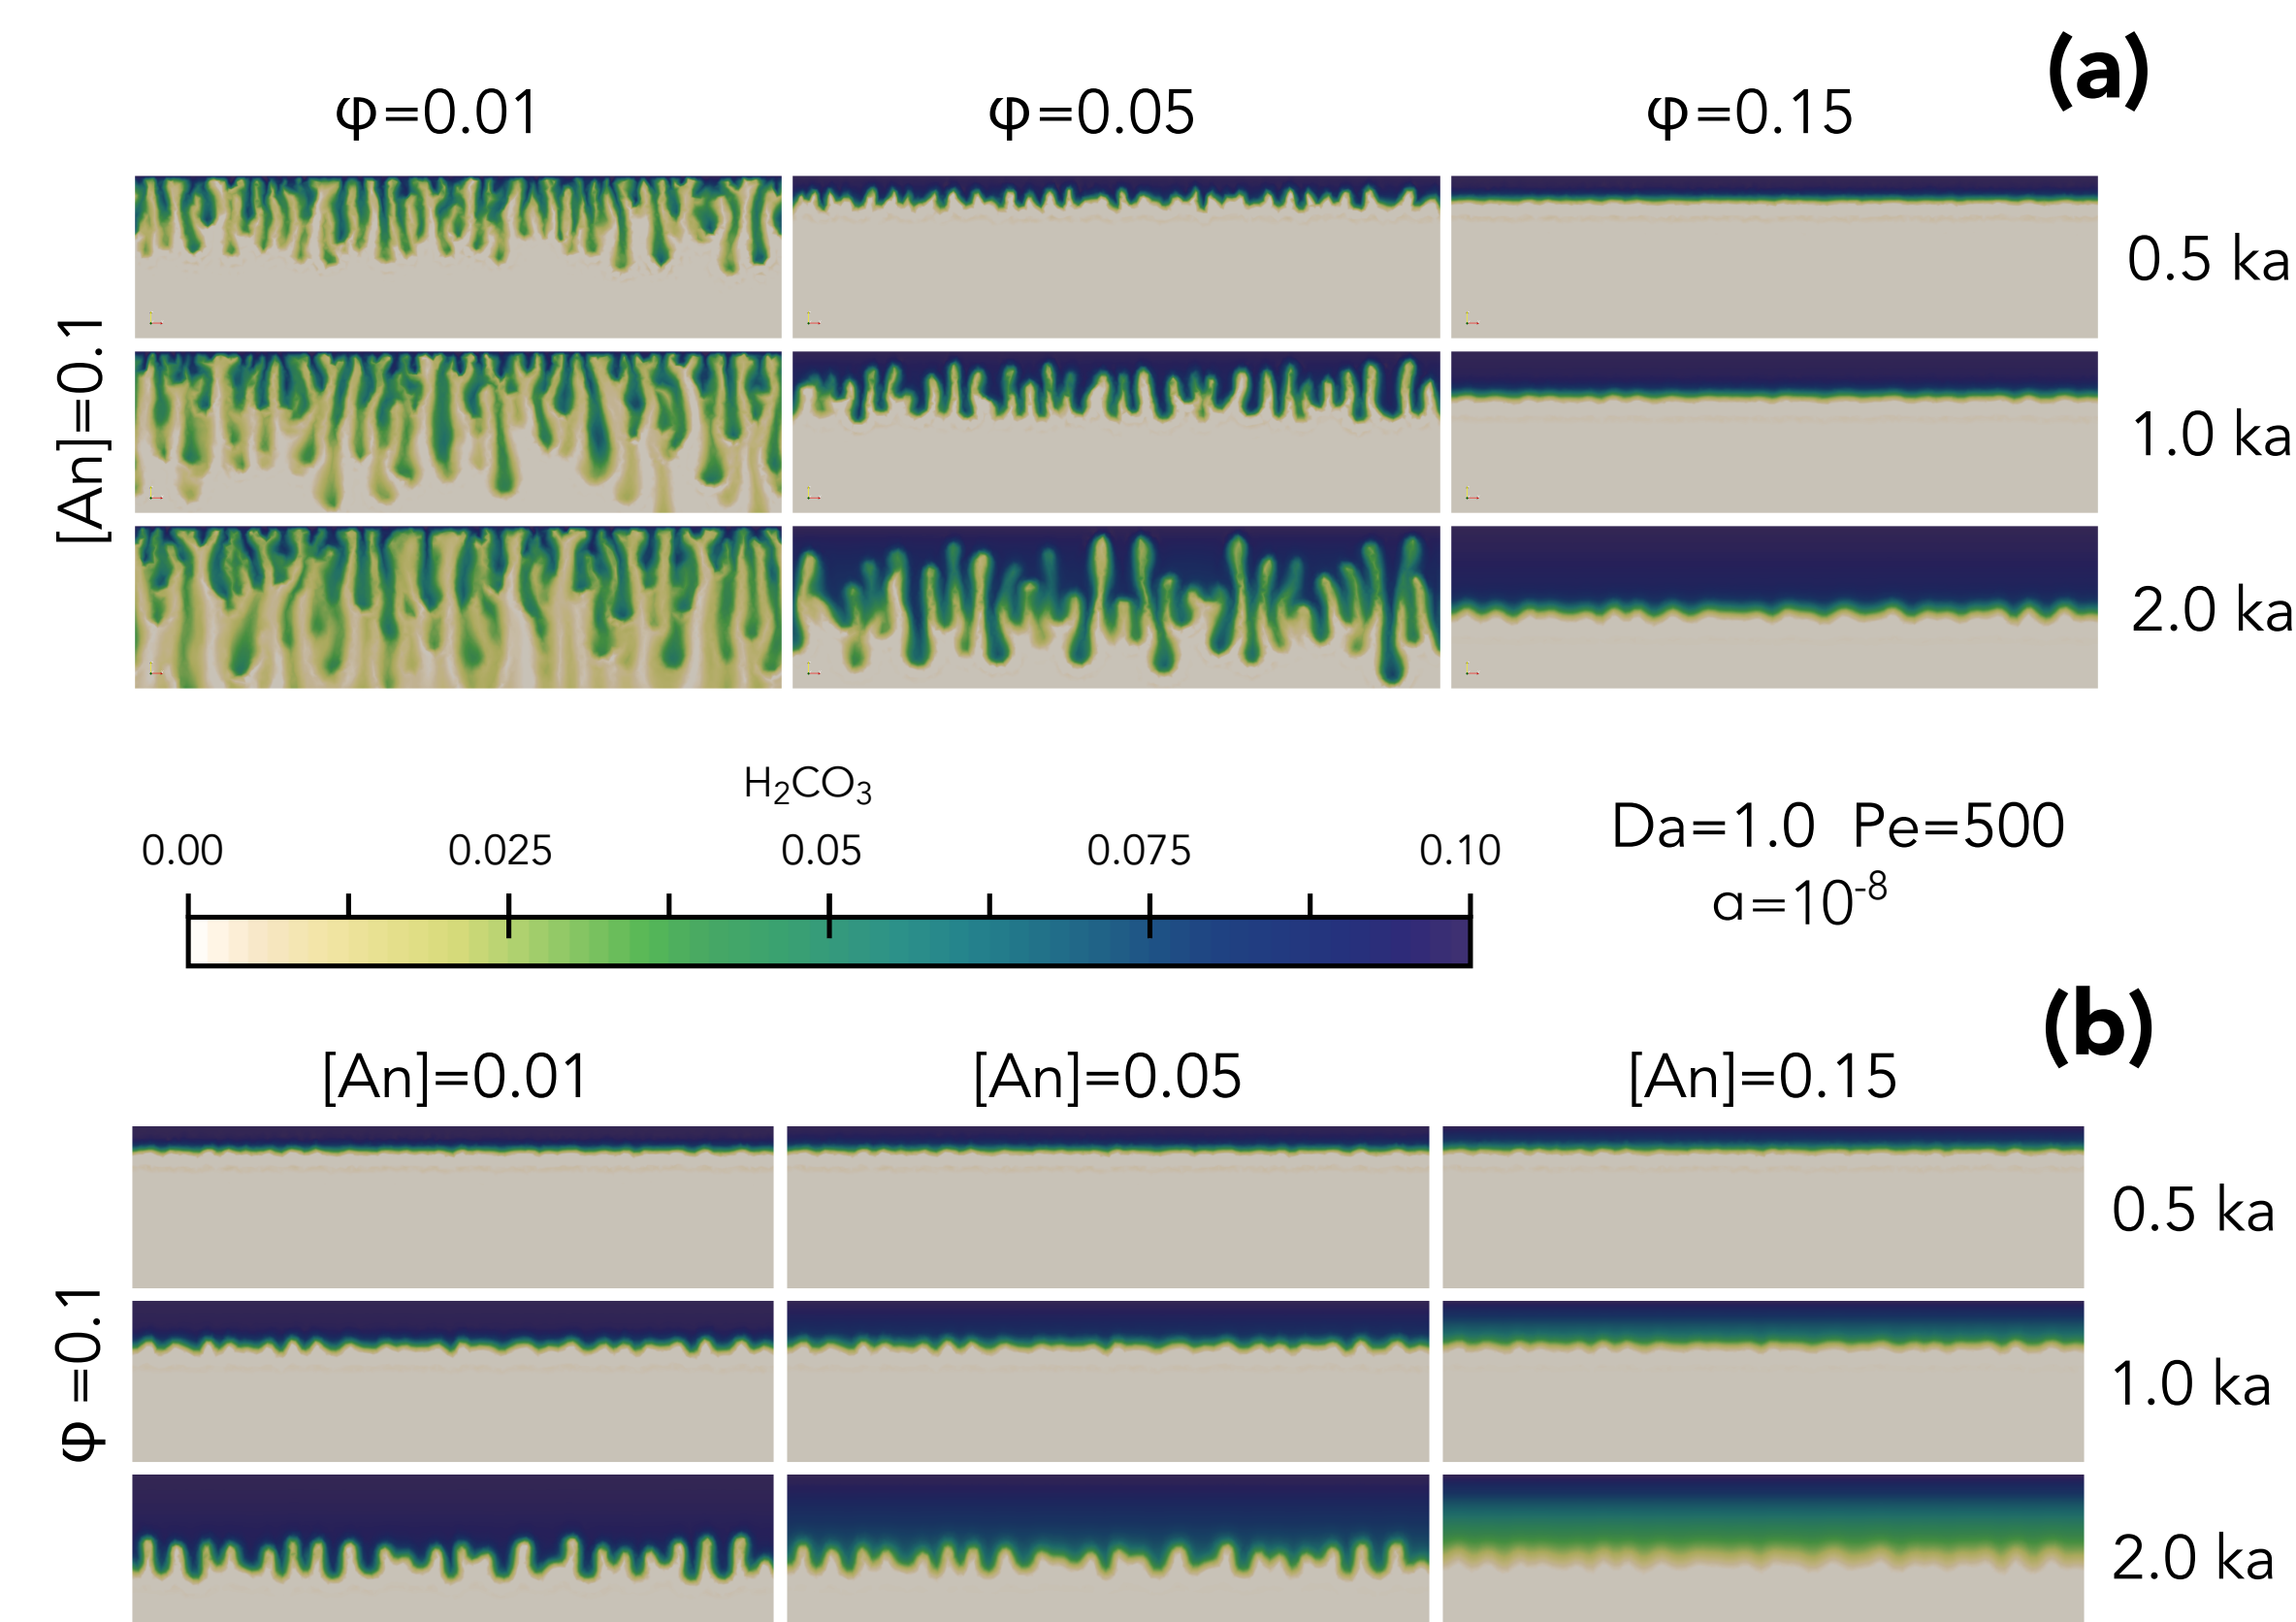 (a)
φ=0.01 φ=0.05 φ=0.15
[An]=0.1
0.5 ka
1.0 ka
2.0 ka
H₂CO₃
0.00 0.025 0.05 0.075 0.10
Da=1.0 Pe=500
α=10⁻⁸
(b)
[An]=0.01 [An]=0.05 [An]=0.15
φ=0.1
0.5 ka
1.0 ka
2.0 ka